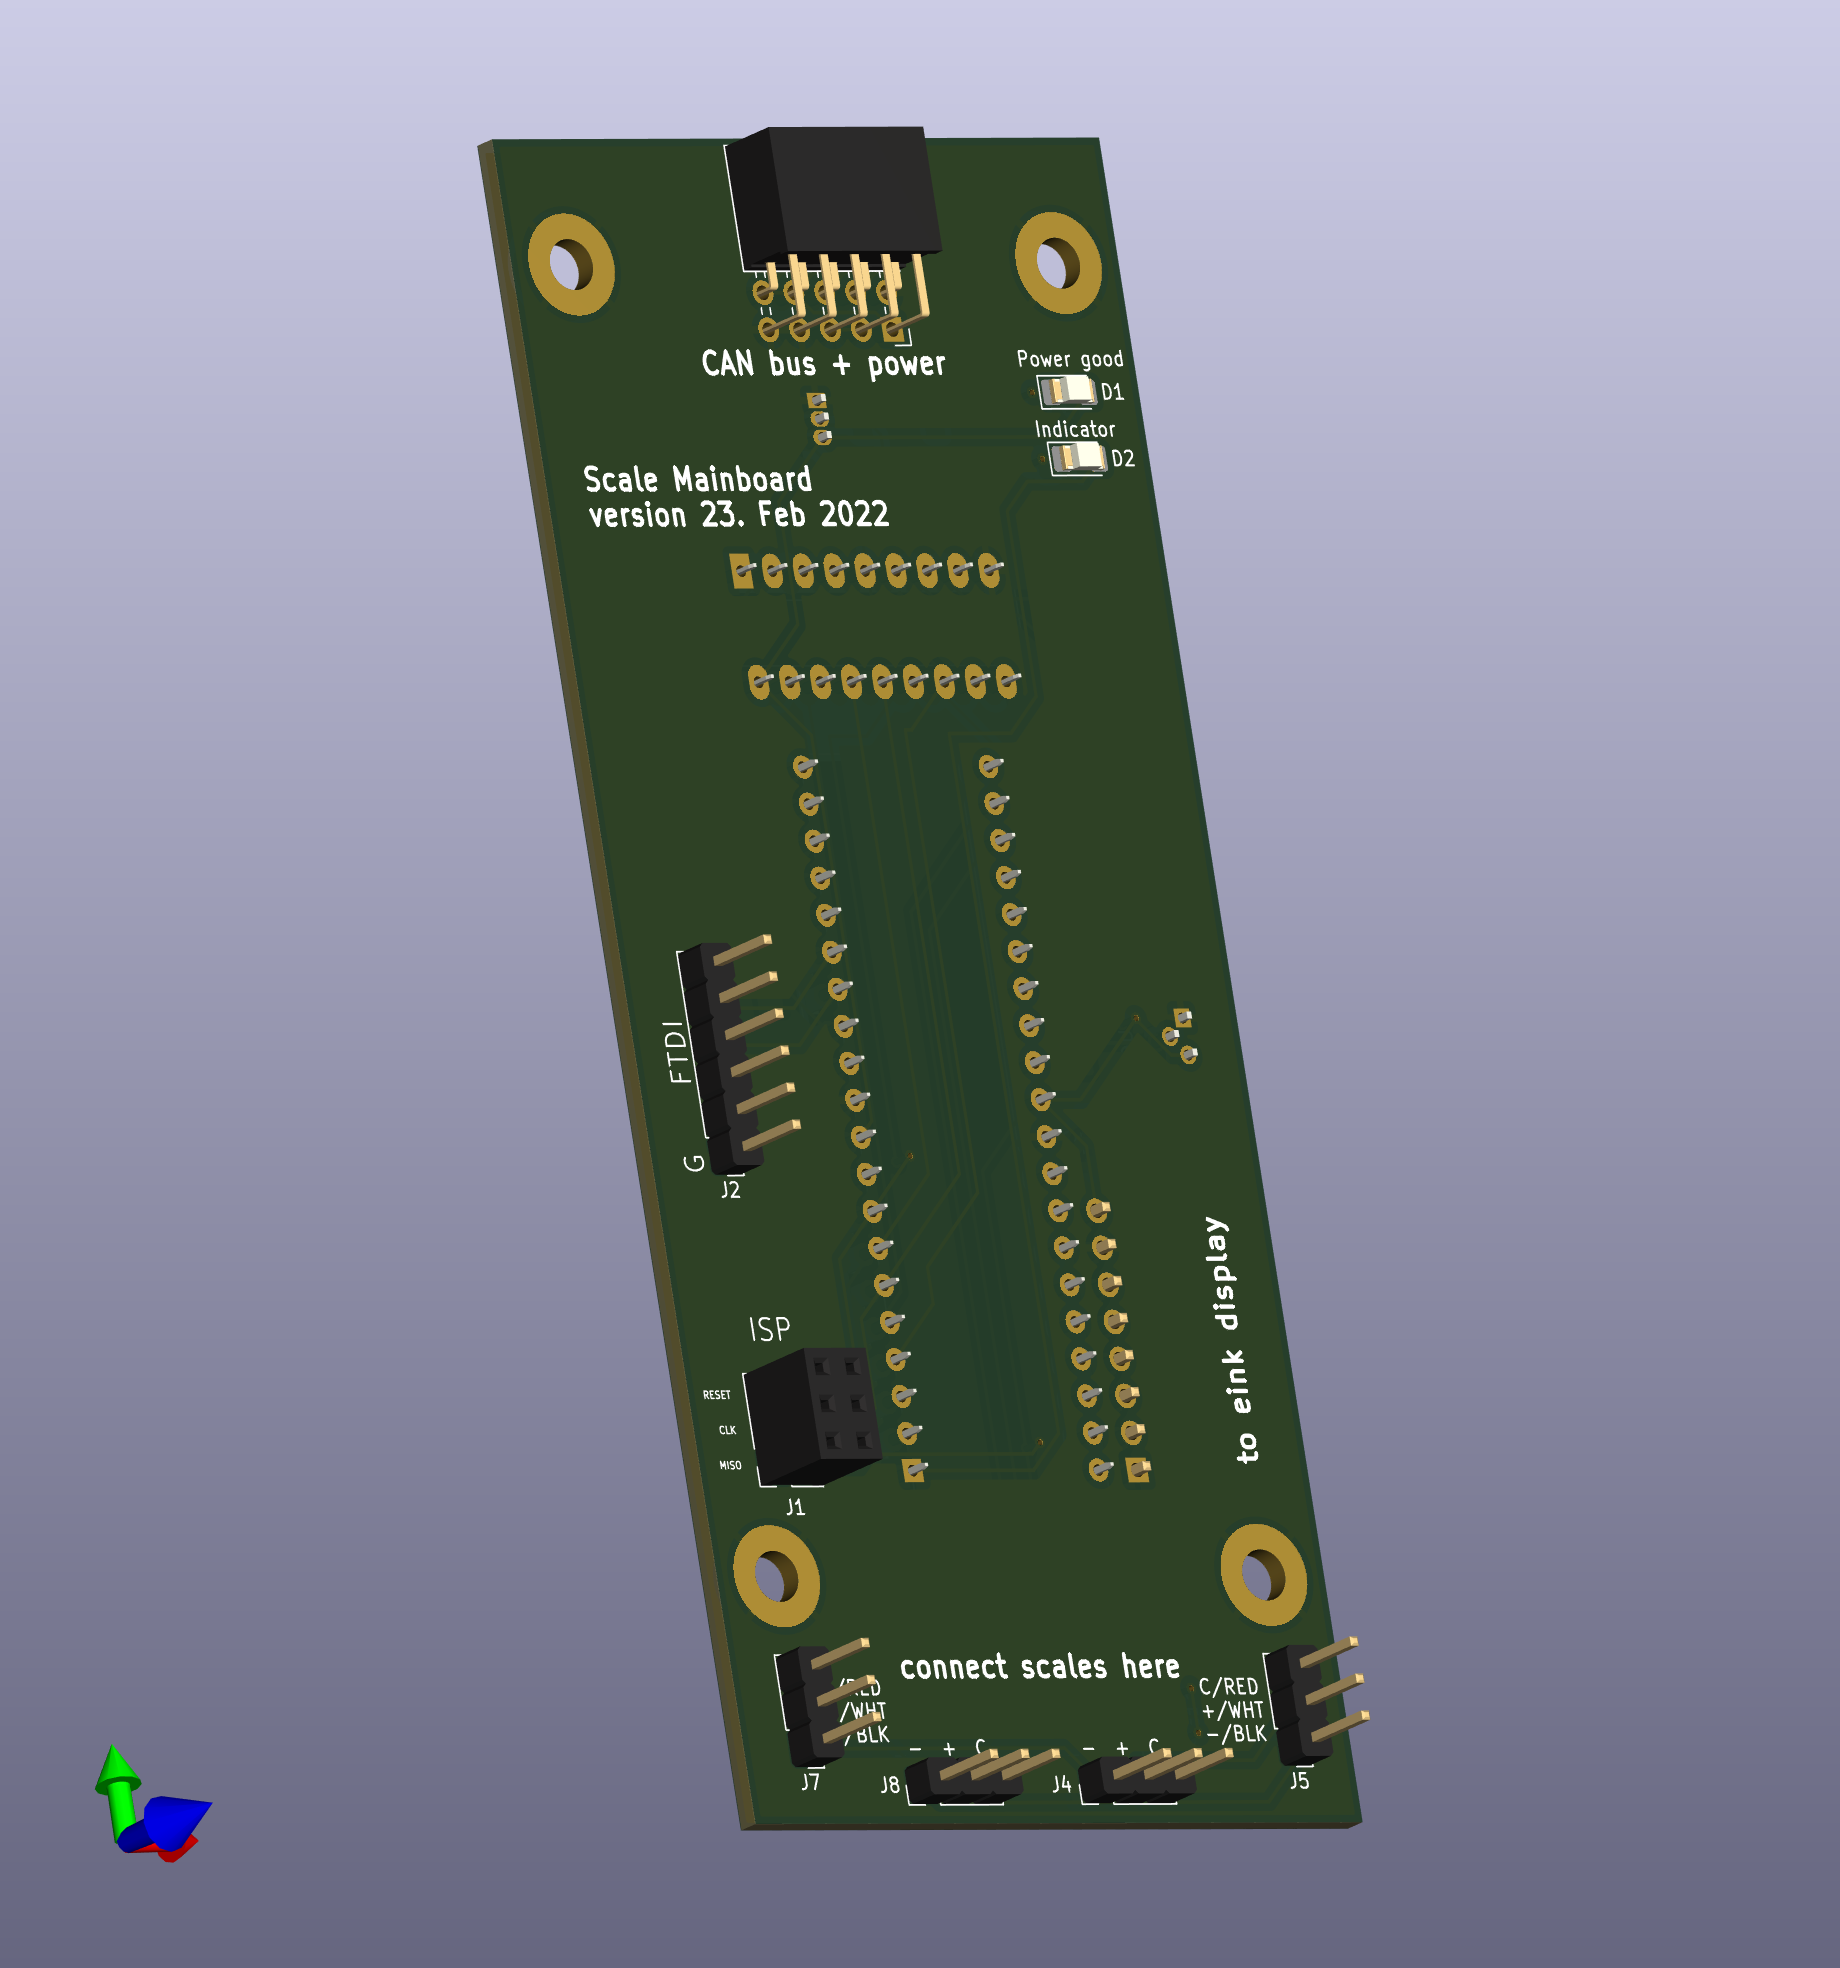 CAN bus + power
Power good
D1
Indicator
D2
Scale Mainboard
version 23. Feb 2022
FTDI
G
J2
to eink display
ISP
RESET
CLK
MISO
J1
connect scales here
/RED
/WHT
/BLK
C/RED
+/WHT
-/BLK
- + C
- + C
J7
J8
J4
J5